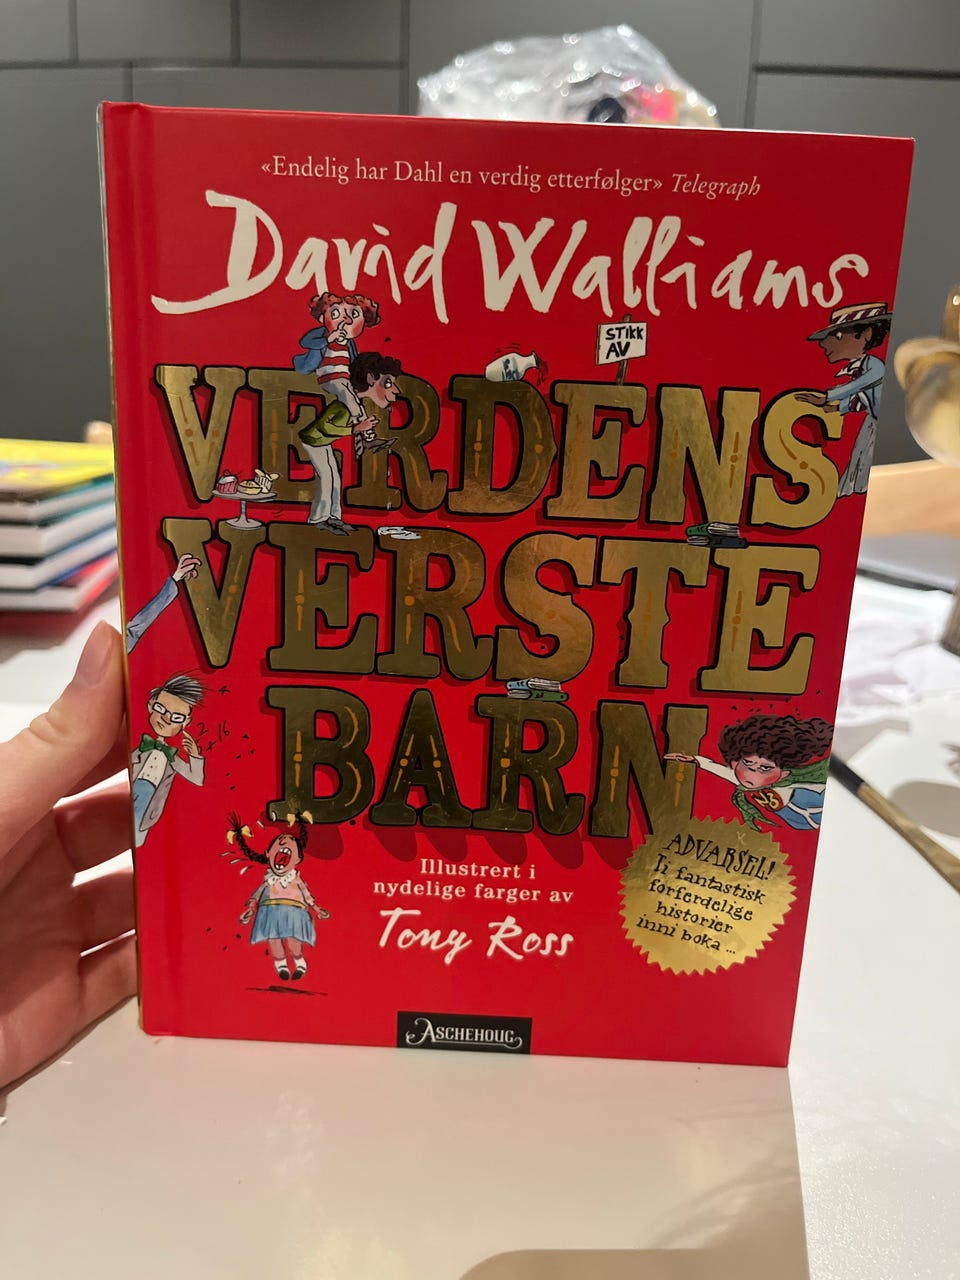 «Endelig har Dahl en verdig etterfølger» Telegraph
David Walliams
STIKK
AV
VERDENS
VERSTE
BARN
Illustrert i
nydelige farger av
Tony Ross
ADVARSEL!
Ti fantastisk
forferdelige
historier
inni boka ...
ASCHEHOUG